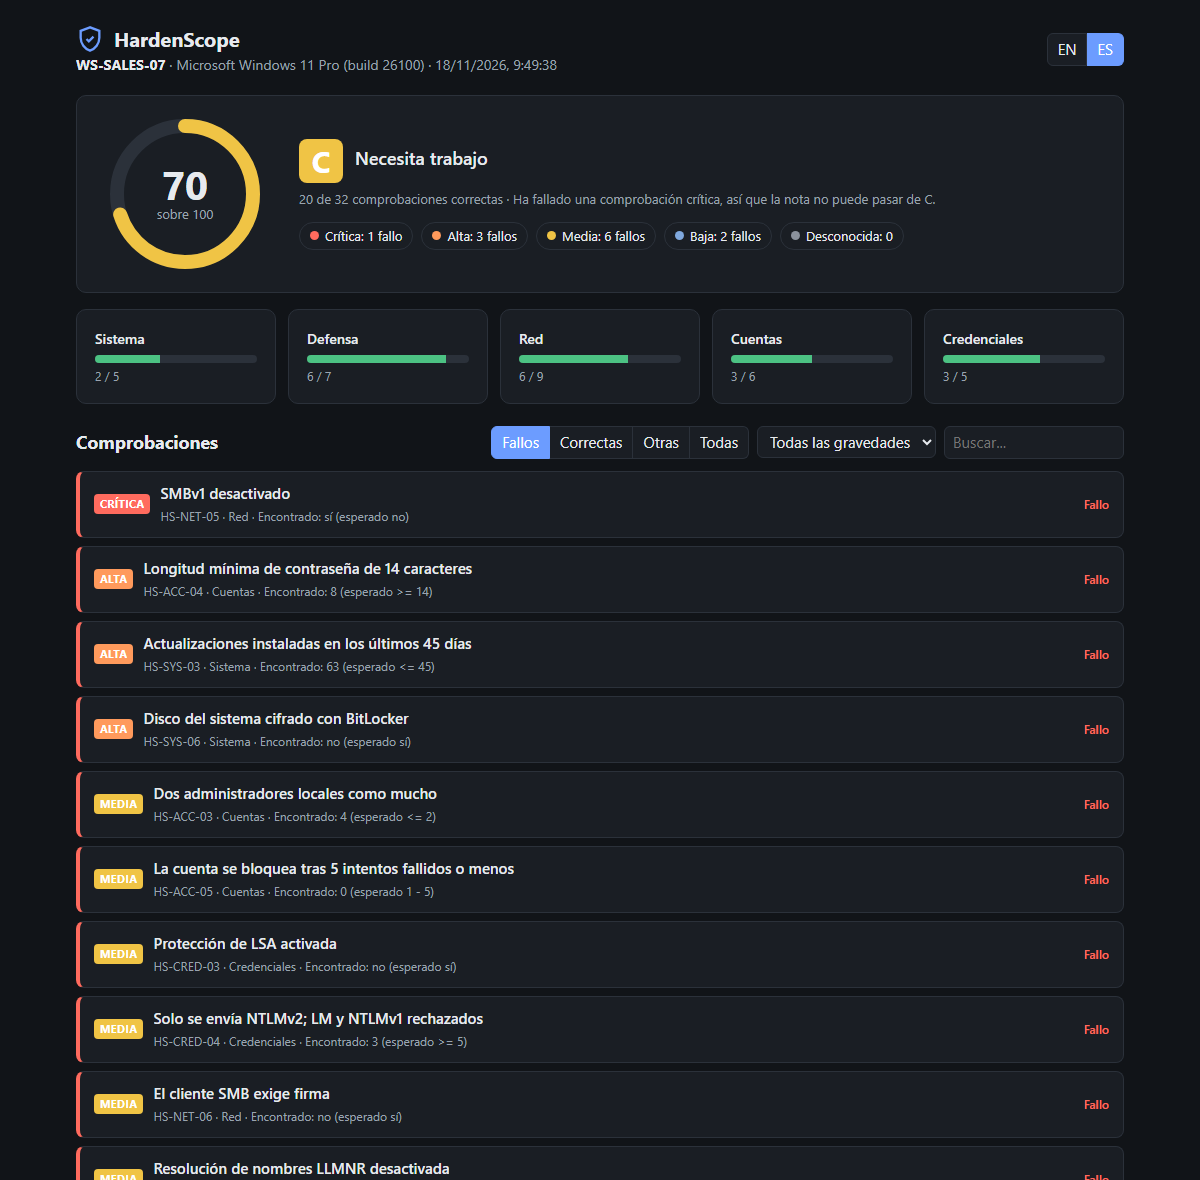 HardenScope
WS-SALES-07 · Microsoft Windows 11 Pro (build 26100) · 18/11/2026, 9:49:38
EN ES
70
sobre 100
C Necesita trabajo
20 de 32 comprobaciones correctas · Ha fallado una comprobación crítica, así que la nota no puede pasar de C.
Crítica: 1 fallo Alta: 3 fallos Media: 6 fallos Baja: 2 fallos Desconocida: 0
Sistema
2 / 5
Defensa
6 / 7
Red
6 / 9
Cuentas
3 / 6
Credenciales
3 / 5
Comprobaciones
Fallos Correctas Otras Todas Todas las gravedades Buscar...
CRÍTICA SMBv1 desactivado
HS-NET-05 · Red · Encontrado: sí (esperado no)
Fallo
ALTA Longitud mínima de contraseña de 14 caracteres
HS-ACC-04 · Cuentas · Encontrado: 8 (esperado >= 14)
Fallo
ALTA Actualizaciones instaladas en los últimos 45 días
HS-SYS-03 · Sistema · Encontrado: 63 (esperado <= 45)
Fallo
ALTA Disco del sistema cifrado con BitLocker
HS-SYS-06 · Sistema · Encontrado: no (esperado sí)
Fallo
MEDIA Dos administradores locales como mucho
HS-ACC-03 · Cuentas · Encontrado: 4 (esperado <= 2)
Fallo
MEDIA La cuenta se bloquea tras 5 intentos fallidos o menos
HS-ACC-05 · Cuentas · Encontrado: 0 (esperado 1 - 5)
Fallo
MEDIA Protección de LSA activada
HS-CRED-03 · Credenciales · Encontrado: no (esperado sí)
Fallo
MEDIA Solo se envía NTLMv2; LM y NTLMv1 rechazados
HS-CRED-04 · Credenciales · Encontrado: 3 (esperado >= 5)
Fallo
MEDIA El cliente SMB exige firma
HS-NET-06 · Red · Encontrado: no (esperado sí)
Fallo
MEDIA Resolución de nombres LLMNR desactivada
Fallo